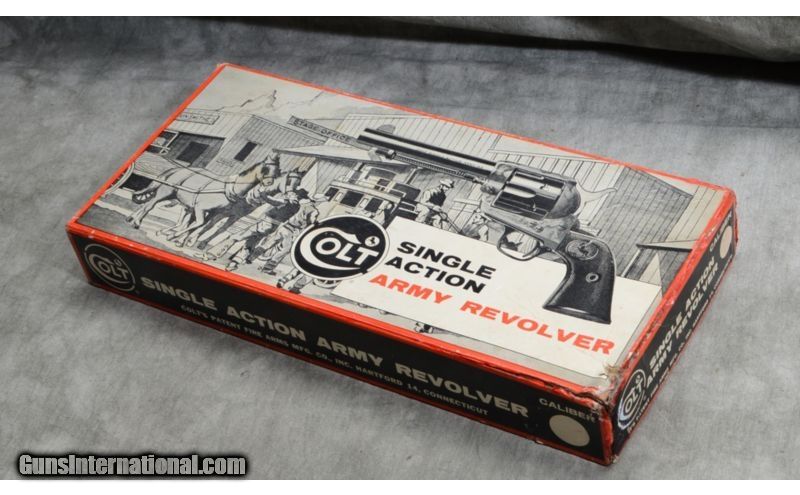 STAGE OFFICE
COLT
SINGLE
ACTION
ARMY REVOLVER
COLT
SINGLE ACTION ARMY REVOLVER
COLT'S PATENT FIRE ARMS MFG. CO., INC. HARTFORD 14, CONNECTICUT
CALIBER
COLT
SINGLE ACTION
ARMY REVOLVER
GunsInternational.com